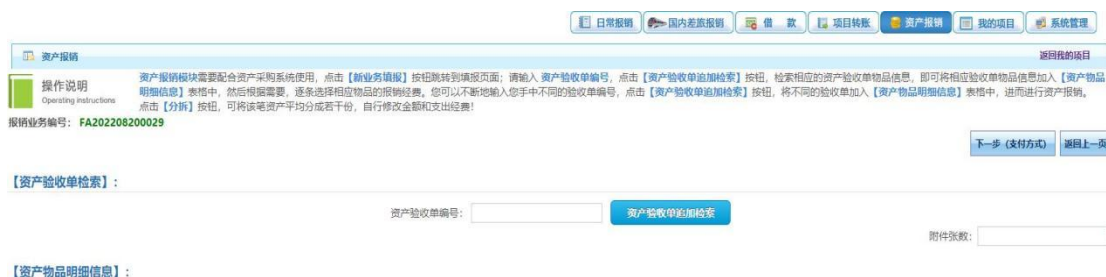 日常报销 国内差旅报销 借 款 项目转账 资产报销 我的项目 系统管理
资产报销 返回我的项目
操作说明
Operating instructions
资产报销模块需要配合资产采购系统使用，点击【新业务填报】按钮跳转到填报页面；请输入 资产验收单编号，点击【资产验收单追加检索】按钮，检索相应的资产验收单物品信息，即可将相应验收单物品信息加入【资产物品
明细信息】表格中，然后根据需要，逐条选择相应物品的报销经费。您可以不断地输入您手中不同的验收单编号，点击【资产验收单追加检索】按钮，将不同的验收单加入【资产物品明细信息】表格中，进而进行资产报销。
点击【分拆】按钮，可将该笔资产平均分成若干份，自行修改金额和支出经费！
报销业务编号： FA202208200029
下一步（支付方式） 返回上一页
【资产验收单检索】：
资产验收单编号： 资产验收单追加检索
附件张数：
【资产物品明细信息】：